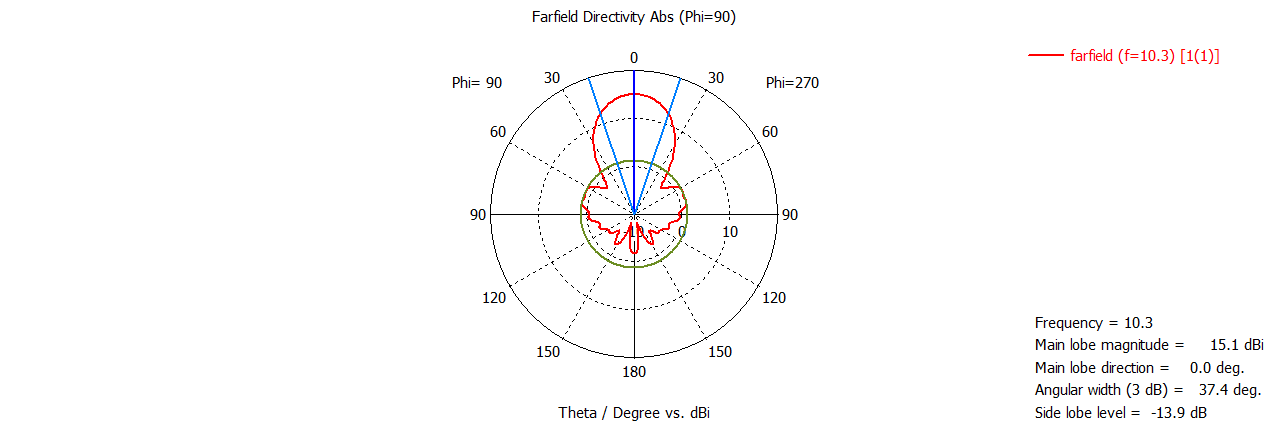 Farfield Directivity Abs (Phi=90)
farfield (f=10.3) [1(1)]
0
Phi= 90
30
30
Phi=270
60
60
90
90
-10
0
10
120
120
150
150
180
Frequency = 10.3
Main lobe magnitude = 15.1 dBi
Main lobe direction = 0.0 deg.
Angular width (3 dB) = 37.4 deg.
Side lobe level = -13.9 dB
Theta / Degree vs. dBi